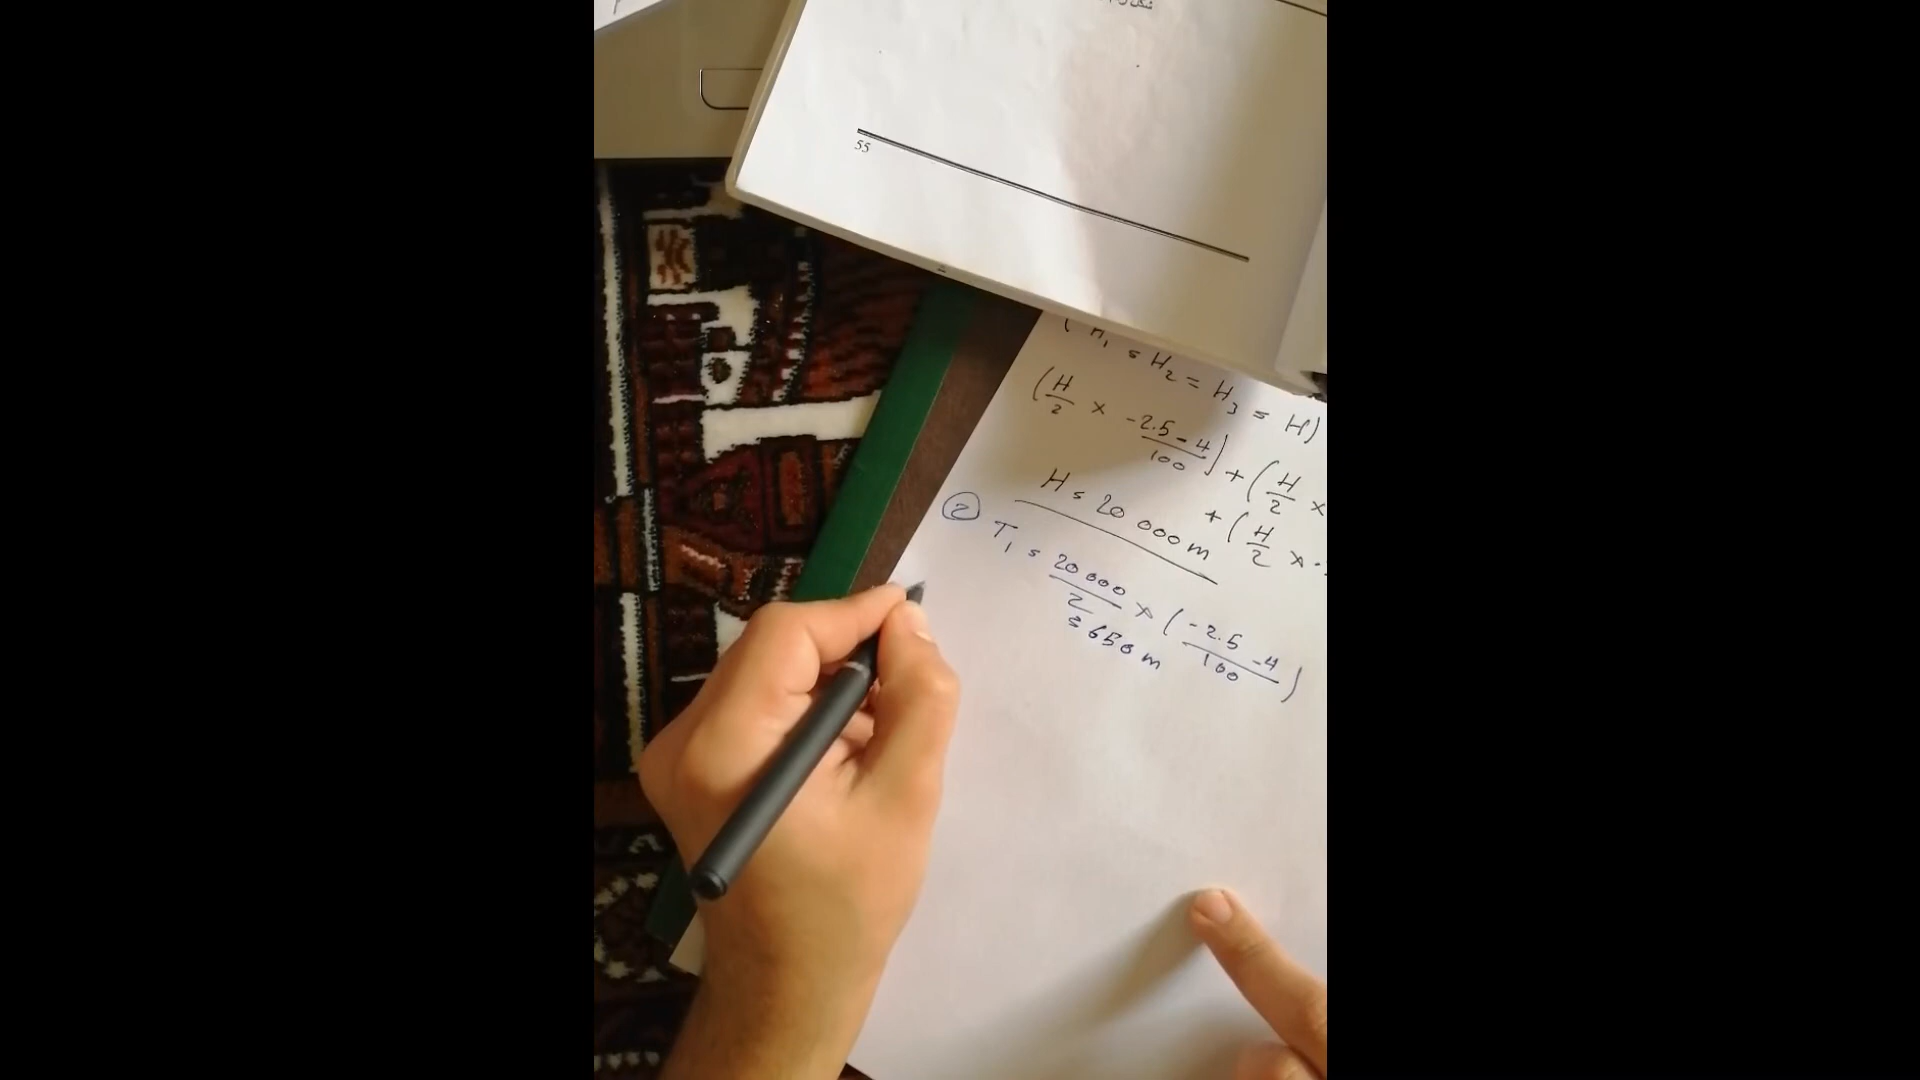 55
H₁ = H₂ = H₃ = H)
(H/2 × -2.5-4/100) + (H/2 ×
+ (H/2 ×
H = 20 000 m
② T₁ = 20 000/2 × (-2.5-4/100)
= 650 m